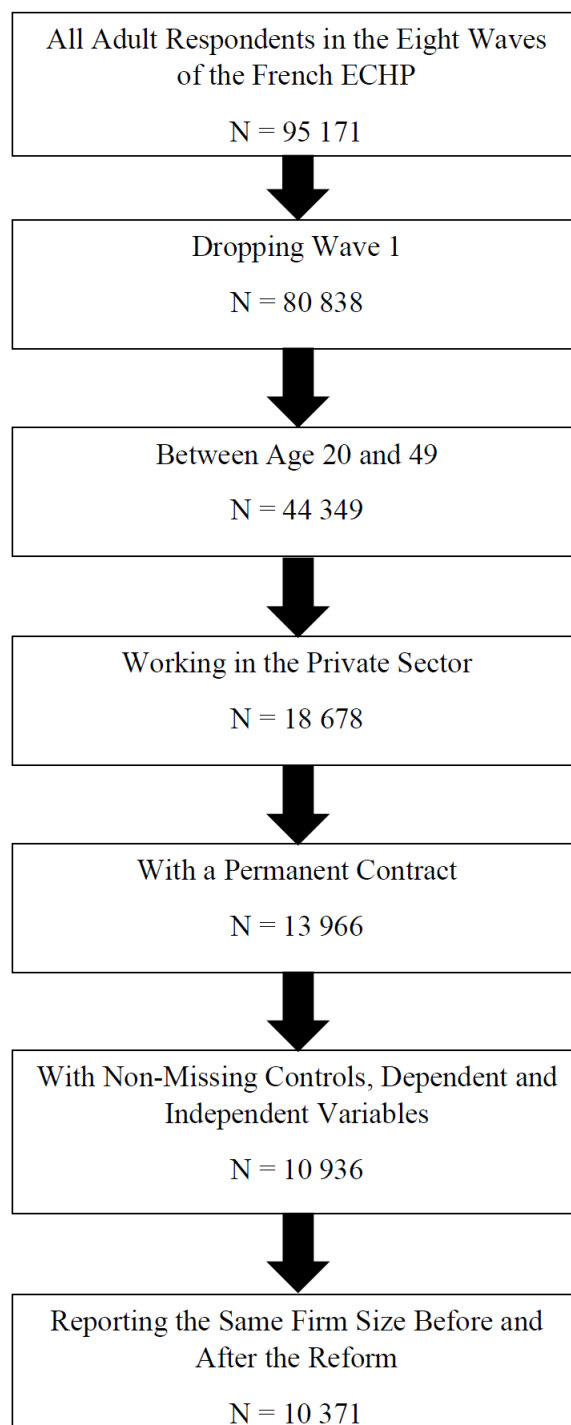 All Adult Respondents in the Eight Waves
of the French ECHP
N = 95 171
Dropping Wave 1
N = 80 838
Between Age 20 and 49
N = 44 349
Working in the Private Sector
N = 18 678
With a Permanent Contract
N = 13 966
With Non-Missing Controls, Dependent and
Independent Variables
N = 10 936
Reporting the Same Firm Size Before and
After the Reform
N = 10 371